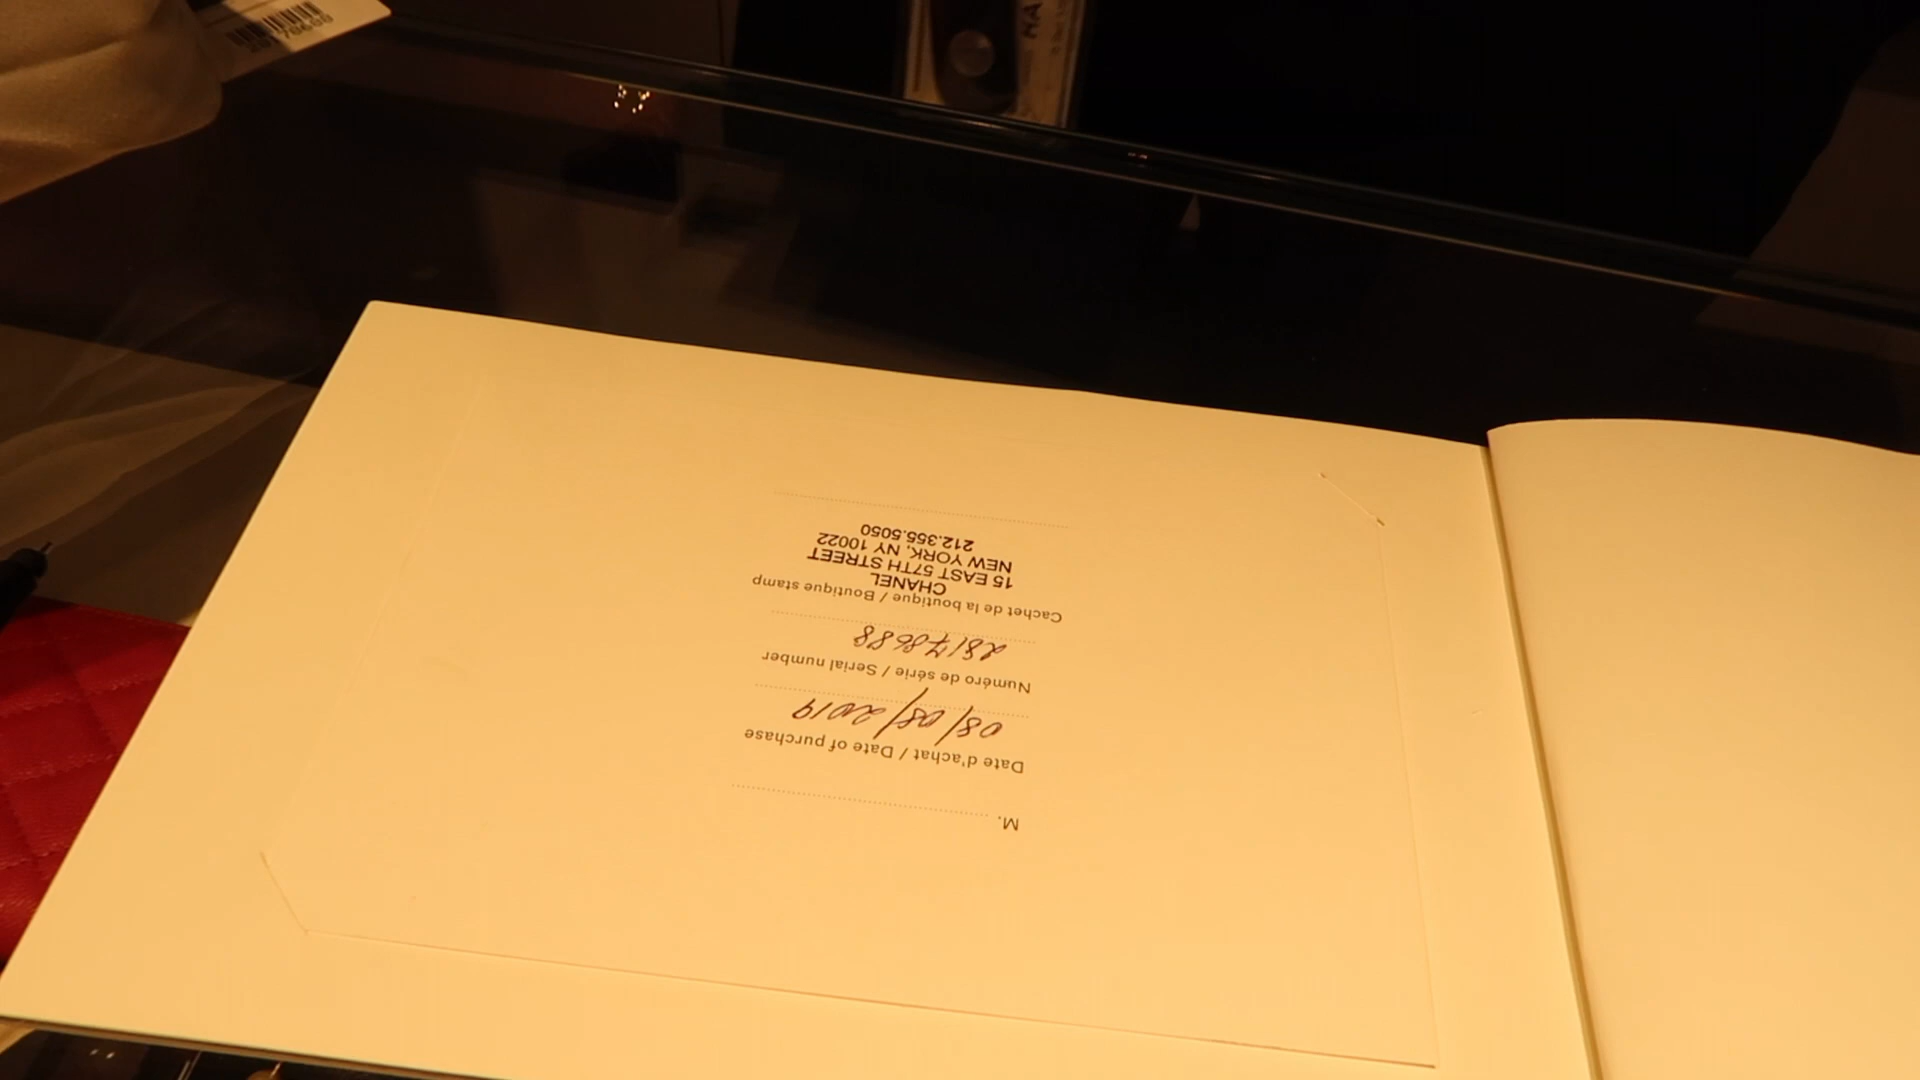 M. ..........
Date d'achat / Date of purchase
08/08/2019
Numéro de série / Serial number
28178688
Cachet de la boutique / Boutique stamp
CHANEL
15 EAST 57TH STREET
NEW YORK, NY 10022
212.355.5050